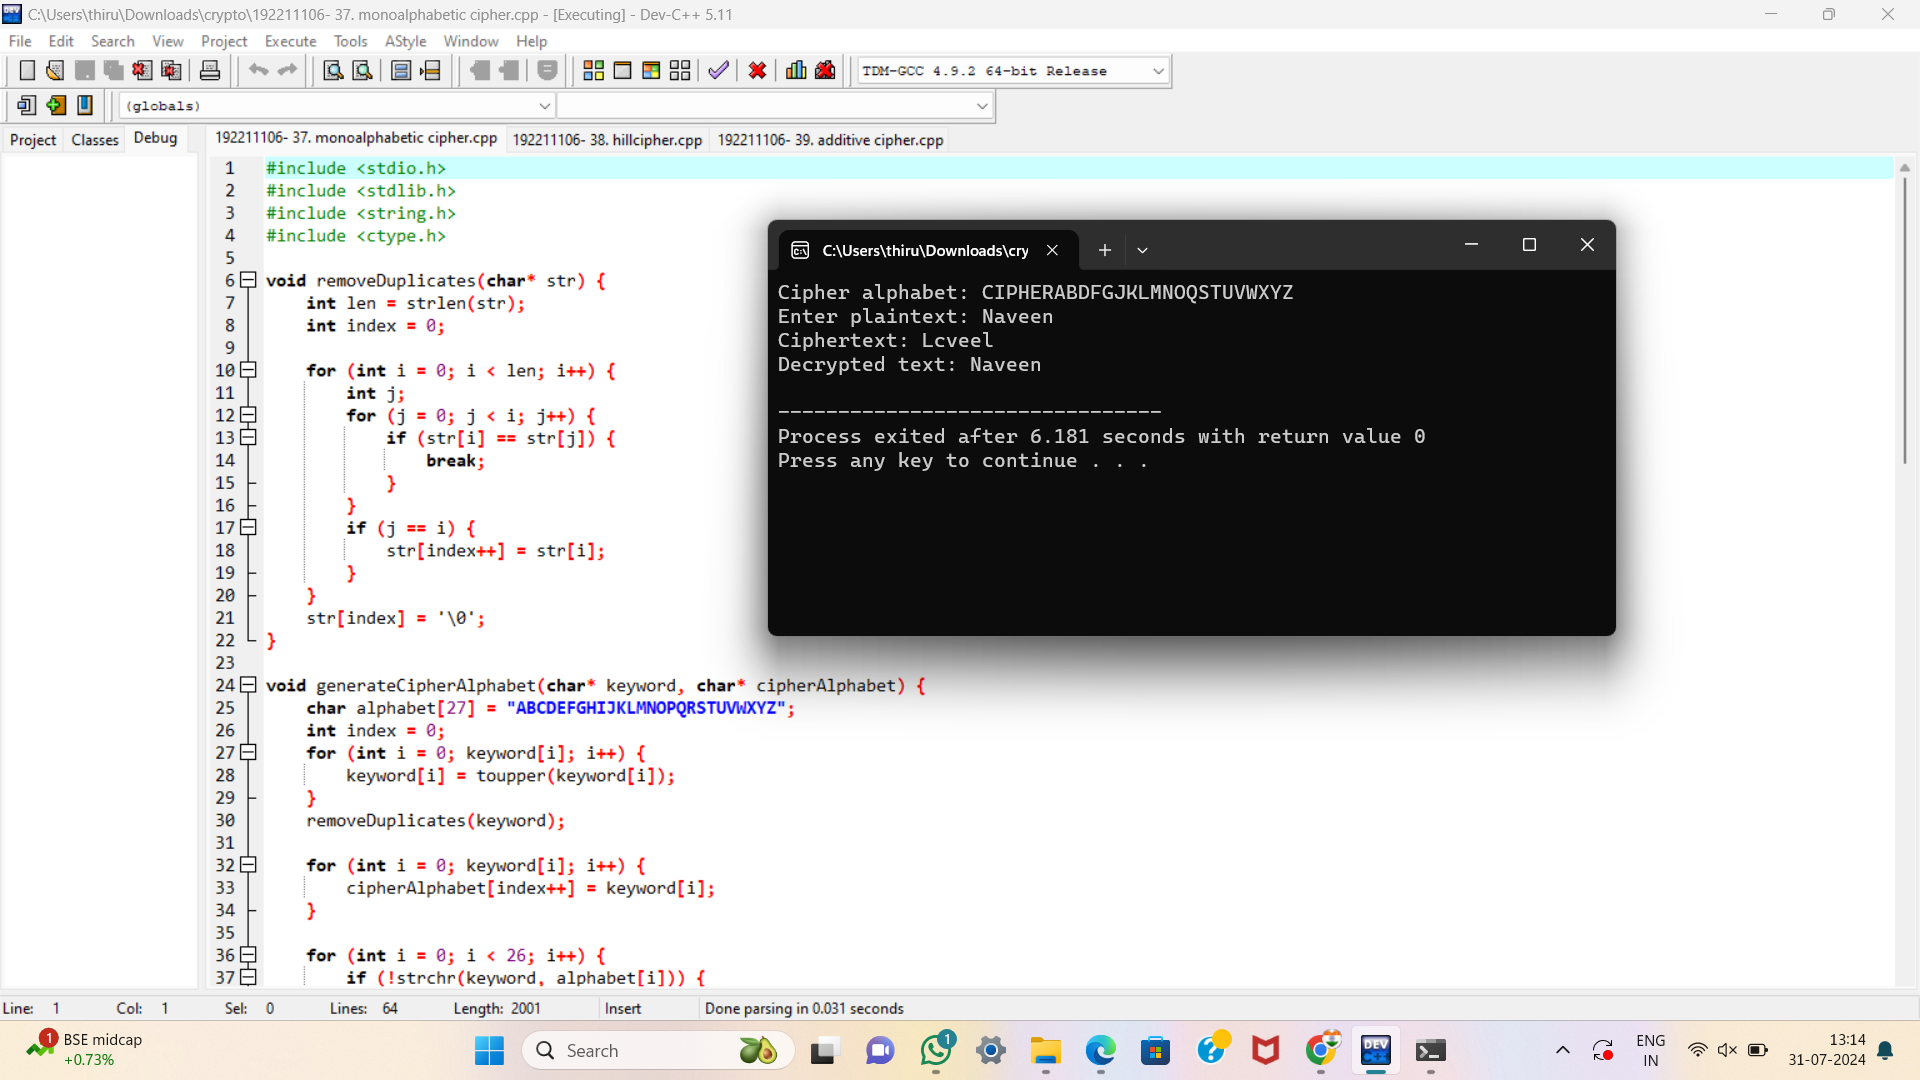 C:\Users\thiru\Downloads\crypto\192211106- 37. monoalphabetic cipher.cpp - [Executing] - Dev-C++ 5.11
File Edit Search View Project Execute Tools AStyle Window Help
TDM-GCC 4.9.2 64-bit Release
(globals)
Project Classes Debug
192211106- 37. monoalphabetic cipher.cpp 192211106- 38. hillcipher.cpp 192211106- 39. additive cipher.cpp
1 #include <stdio.h>
2 #include <stdlib.h>
3 #include <string.h>
4 #include <ctype.h>
5
6 void removeDuplicates(char* str) {
7 int len = strlen(str);
8 int index = 0;
9
10 for (int i = 0; i < len; i++) {
11 int j;
12 for (j = 0; j < i; j++) {
13 if (str[i] == str[j]) {
14 break;
15 }
16 }
17 if (j == i) {
18 str[index++] = str[i];
19 }
20 }
21 str[index] = '\0';
22 }
23
24 void generateCipherAlphabet(char* keyword, char* cipherAlphabet) {
25 char alphabet[27] = "ABCDEFGHIJKLMNOPQRSTUVWXYZ";
26 int index = 0;
27 for (int i = 0; keyword[i]; i++) {
28 keyword[i] = toupper(keyword[i]);
29 }
30 removeDuplicates(keyword);
31
32 for (int i = 0; keyword[i]; i++) {
33 cipherAlphabet[index++] = keyword[i];
34 }
35
36 for (int i = 0; i < 26; i++) {
37 if (!strchr(keyword, alphabet[i])) {
C:\Users\thiru\Downloads\cry
Cipher alphabet: CIPHERABDFGJKLMNOQSTUVWXYZ
Enter plaintext: Naveen
Ciphertext: Lcveel
Decrypted text: Naveen
--------------------------------
Process exited after 6.181 seconds with return value 0
Press any key to continue . . .
Line: 1 Col: 1 Sel: 0 Lines: 64 Length: 2001 Insert Done parsing in 0.031 seconds
1
BSE midcap
+0.73%
Search
1
DEV
C++
ENG
IN
13:14
31-07-2024